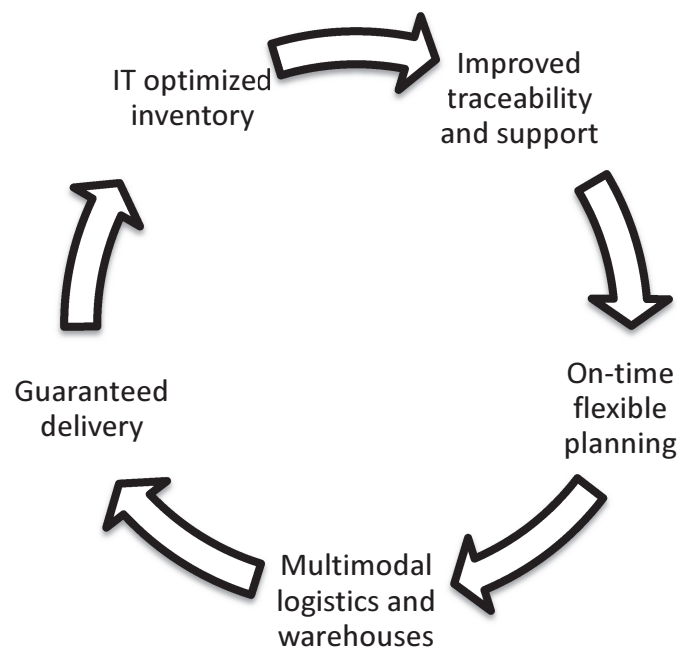 IT optimized
inventory
Improved
traceability
and support
On-time
flexible
planning
Multimodal
logistics and
warehouses
Guaranteed
delivery